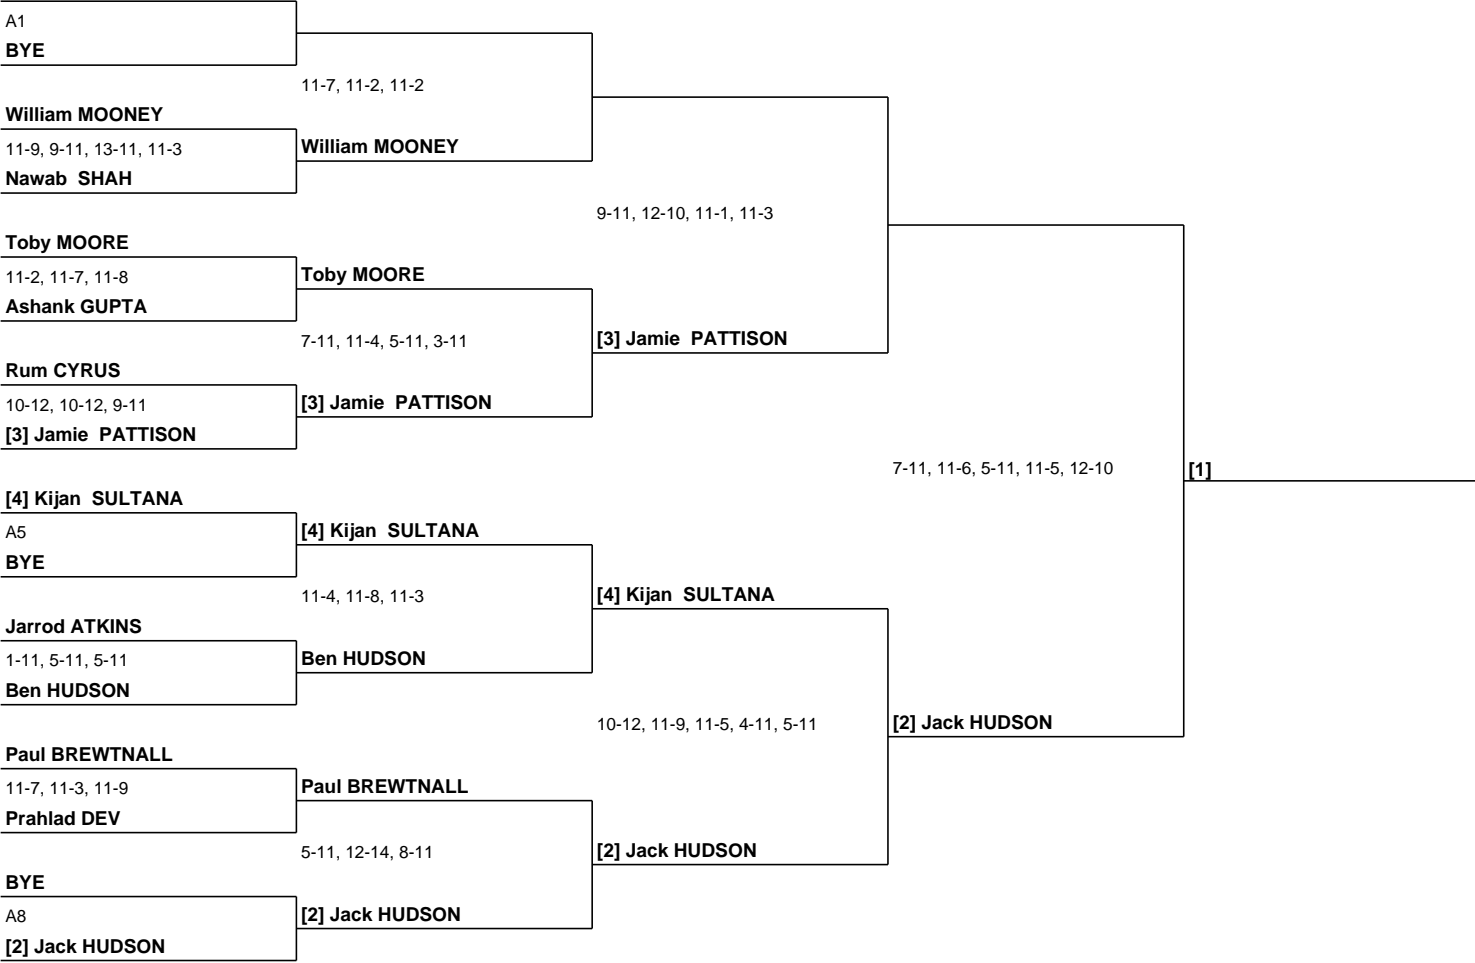 A1
BYE
11-7, 11-2, 11-2
William MOONEY
11-9, 9-11, 13-11, 11-3
William MOONEY
Nawab SHAH
9-11, 12-10, 11-1, 11-3
Toby MOORE
11-2, 11-7, 11-8
Toby MOORE
Ashank GUPTA
7-11, 11-4, 5-11, 3-11
[3] Jamie PATTISON
Rum CYRUS
10-12, 10-12, 9-11
[3] Jamie PATTISON
[3] Jamie PATTISON
7-11, 11-6, 5-11, 11-5, 12-10
[1]
[4] Kijan SULTANA
A5
[4] Kijan SULTANA
BYE
11-4, 11-8, 11-3
[4] Kijan SULTANA
Jarrod ATKINS
1-11, 5-11, 5-11
Ben HUDSON
Ben HUDSON
10-12, 11-9, 11-5, 4-11, 5-11
[2] Jack HUDSON
Paul BREWTNALL
11-7, 11-3, 11-9
Paul BREWTNALL
Prahlad DEV
5-11, 12-14, 8-11
[2] Jack HUDSON
BYE
A8
[2] Jack HUDSON
[2] Jack HUDSON